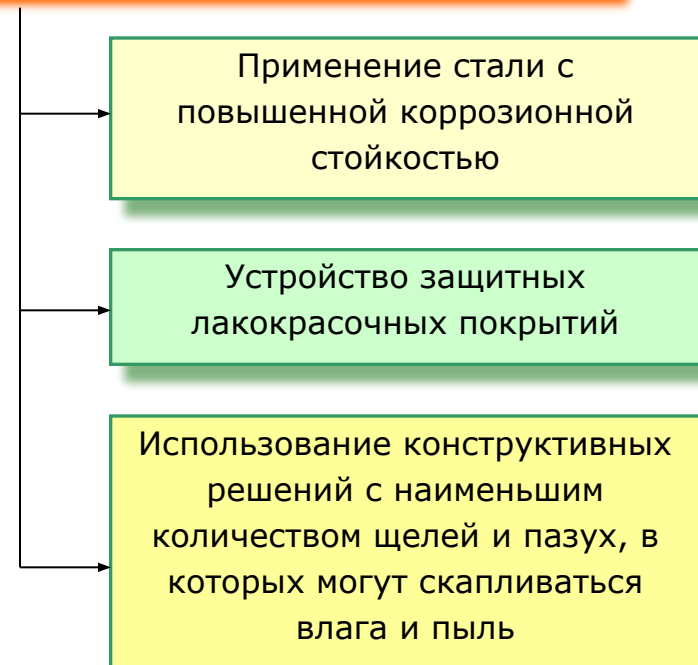 Применение стали с
повышенной коррозионной
стойкостью
Устройство защитных
лакокрасочных покрытий
Использование конструктивных
решений с наименьшим
количеством щелей и пазух, в
которых могут скапливаться
влага и пыль